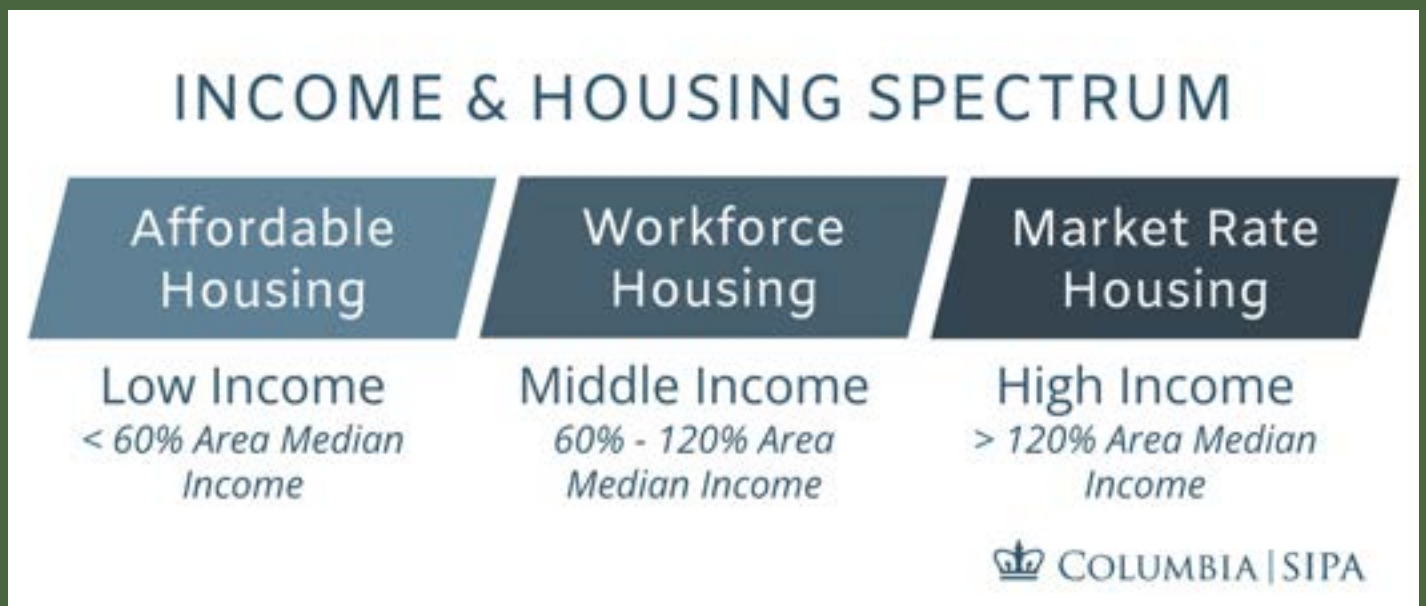 INCOME & HOUSING SPECTRUM
Affordable
Housing
Workforce
Housing
Market Rate
Housing
Low Income
< 60% Area Median
Income
Middle Income
60% - 120% Area
Median Income
High Income
> 120% Area Median
Income
COLUMBIA | SIPA